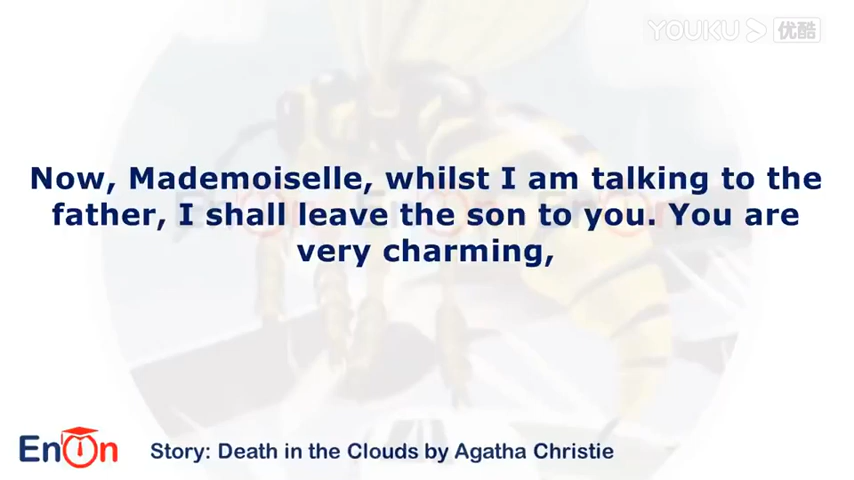 YOUKU 优酷
Now, Mademoiselle, whilst I am talking to the
father, I shall leave the son to you. You are
very charming,
EnOn
Story: Death in the Clouds by Agatha Christie